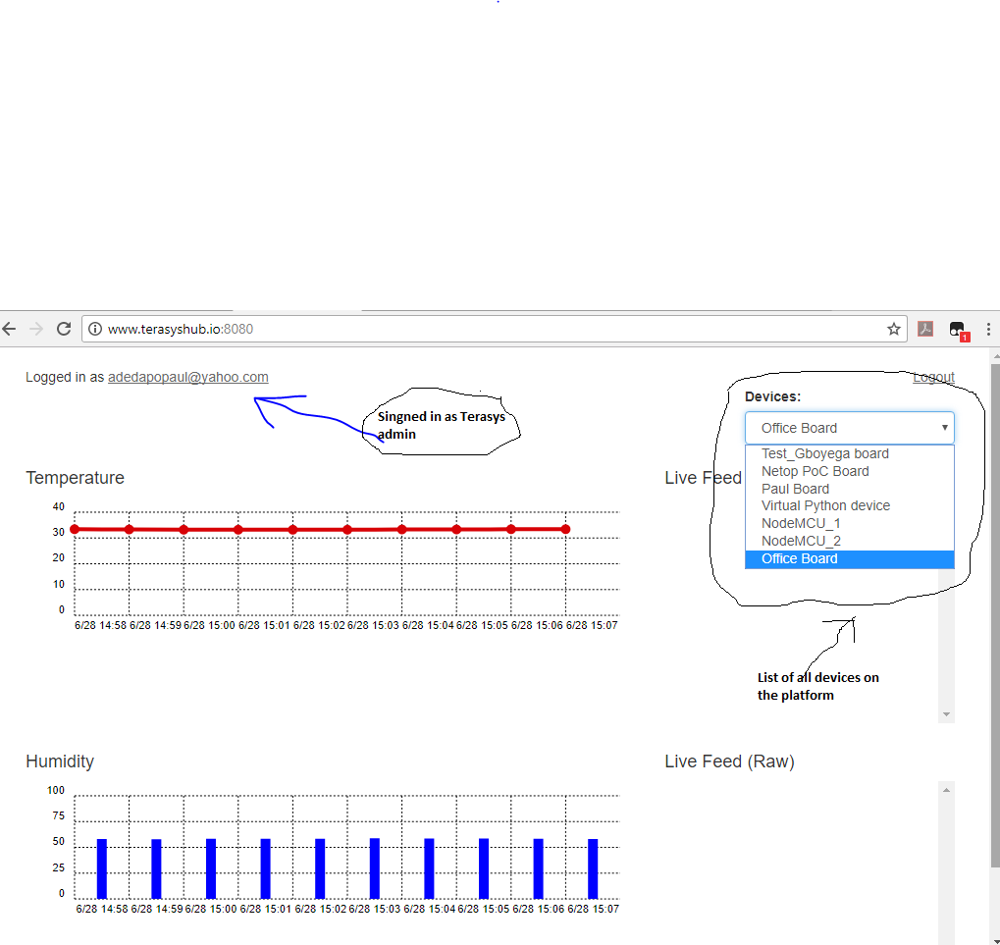 www.terasyshub.io:8080
1
Logged in as adedapopaul@yahoo.com
Logout
Singned in as Terasys
admin
Devices:
Office Board
Test_Gboyega board
Netop PoC Board
Paul Board
Virtual Python device
NodeMCU_1
NodeMCU_2
Office Board
Temperature
Live Feed
40
30
20
10
0
6/28 14:58 6/28 14:59 6/28 15:00 6/28 15:01 6/28 15:02 6/28 15:03 6/28 15:04 6/28 15:05 6/28 15:06 6/28 15:07
List of all devices on
the platform
Humidity
Live Feed (Raw)
100
75
50
25
0
6/28 14:58 6/28 14:59 6/28 15:00 6/28 15:01 6/28 15:02 6/28 15:03 6/28 15:04 6/28 15:05 6/28 15:06 6/28 15:07